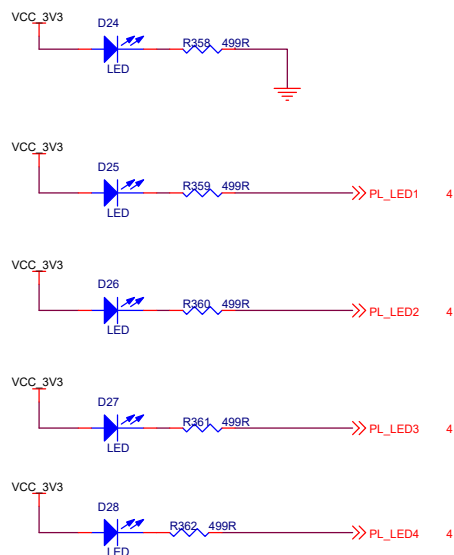 VCC_3V3
D24
R358 499R
LED
VCC_3V3
D25
R359 499R
PL_LED1 4
LED
VCC_3V3
D26
R360 499R
PL_LED2 4
LED
VCC_3V3
D27
R361 499R
PL_LED3 4
LED
VCC_3V3
D28
R362 499R
PL_LED4 4
LED